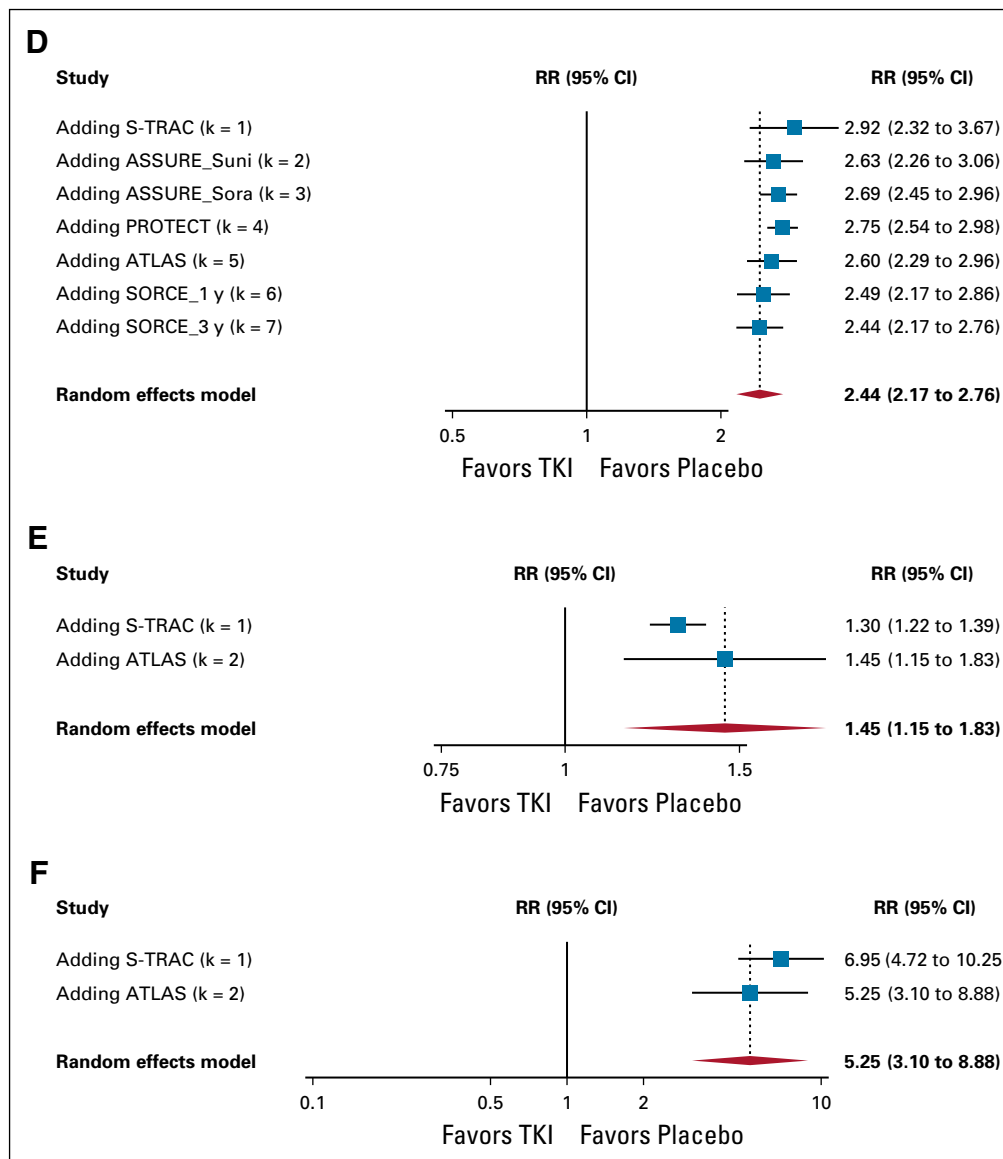 D
Study RR (95% CI) RR (95% CI)
Adding S-TRAC (k = 1) 2.92 (2.32 to 3.67)
Adding ASSURE_Suni (k = 2) 2.63 (2.26 to 3.06)
Adding ASSURE_Sora (k = 3) 2.69 (2.45 to 2.96)
Adding PROTECT (k = 4) 2.75 (2.54 to 2.98)
Adding ATLAS (k = 5) 2.60 (2.29 to 2.96)
Adding SORCE_1 y (k = 6) 2.49 (2.17 to 2.86)
Adding SORCE_3 y (k = 7) 2.44 (2.17 to 2.76)
Random effects model 2.44 (2.17 to 2.76)
0.5 1 2
Favors TKI Favors Placebo
E
Study RR (95% CI) RR (95% CI)
Adding S-TRAC (k = 1) 1.30 (1.22 to 1.39)
Adding ATLAS (k = 2) 1.45 (1.15 to 1.83)
Random effects model 1.45 (1.15 to 1.83)
0.75 1 1.5
Favors TKI Favors Placebo
F
Study RR (95% CI) RR (95% CI)
Adding S-TRAC (k = 1) 6.95 (4.72 to 10.25
Adding ATLAS (k = 2) 5.25 (3.10 to 8.88)
Random effects model 5.25 (3.10 to 8.88)
0.1 0.5 1 2 10
Favors TKI Favors Placebo